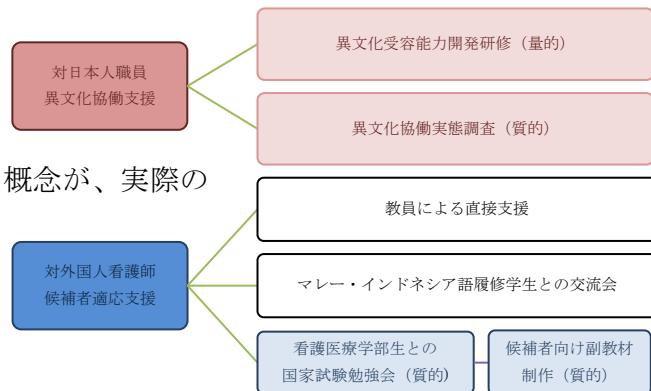 異文化受容能力開発研修（量的）
対日本人職員
異文化協働支援
異文化協働実態調査（質的）
概念が、実際の
教員による直接支援
対外国人看護師
候補者適応支援
マレー・インドネシア語履修学生との交流会
看護医療学部生との
国家試験勉強会（質的)
候補者向け副教材
制作（質的）